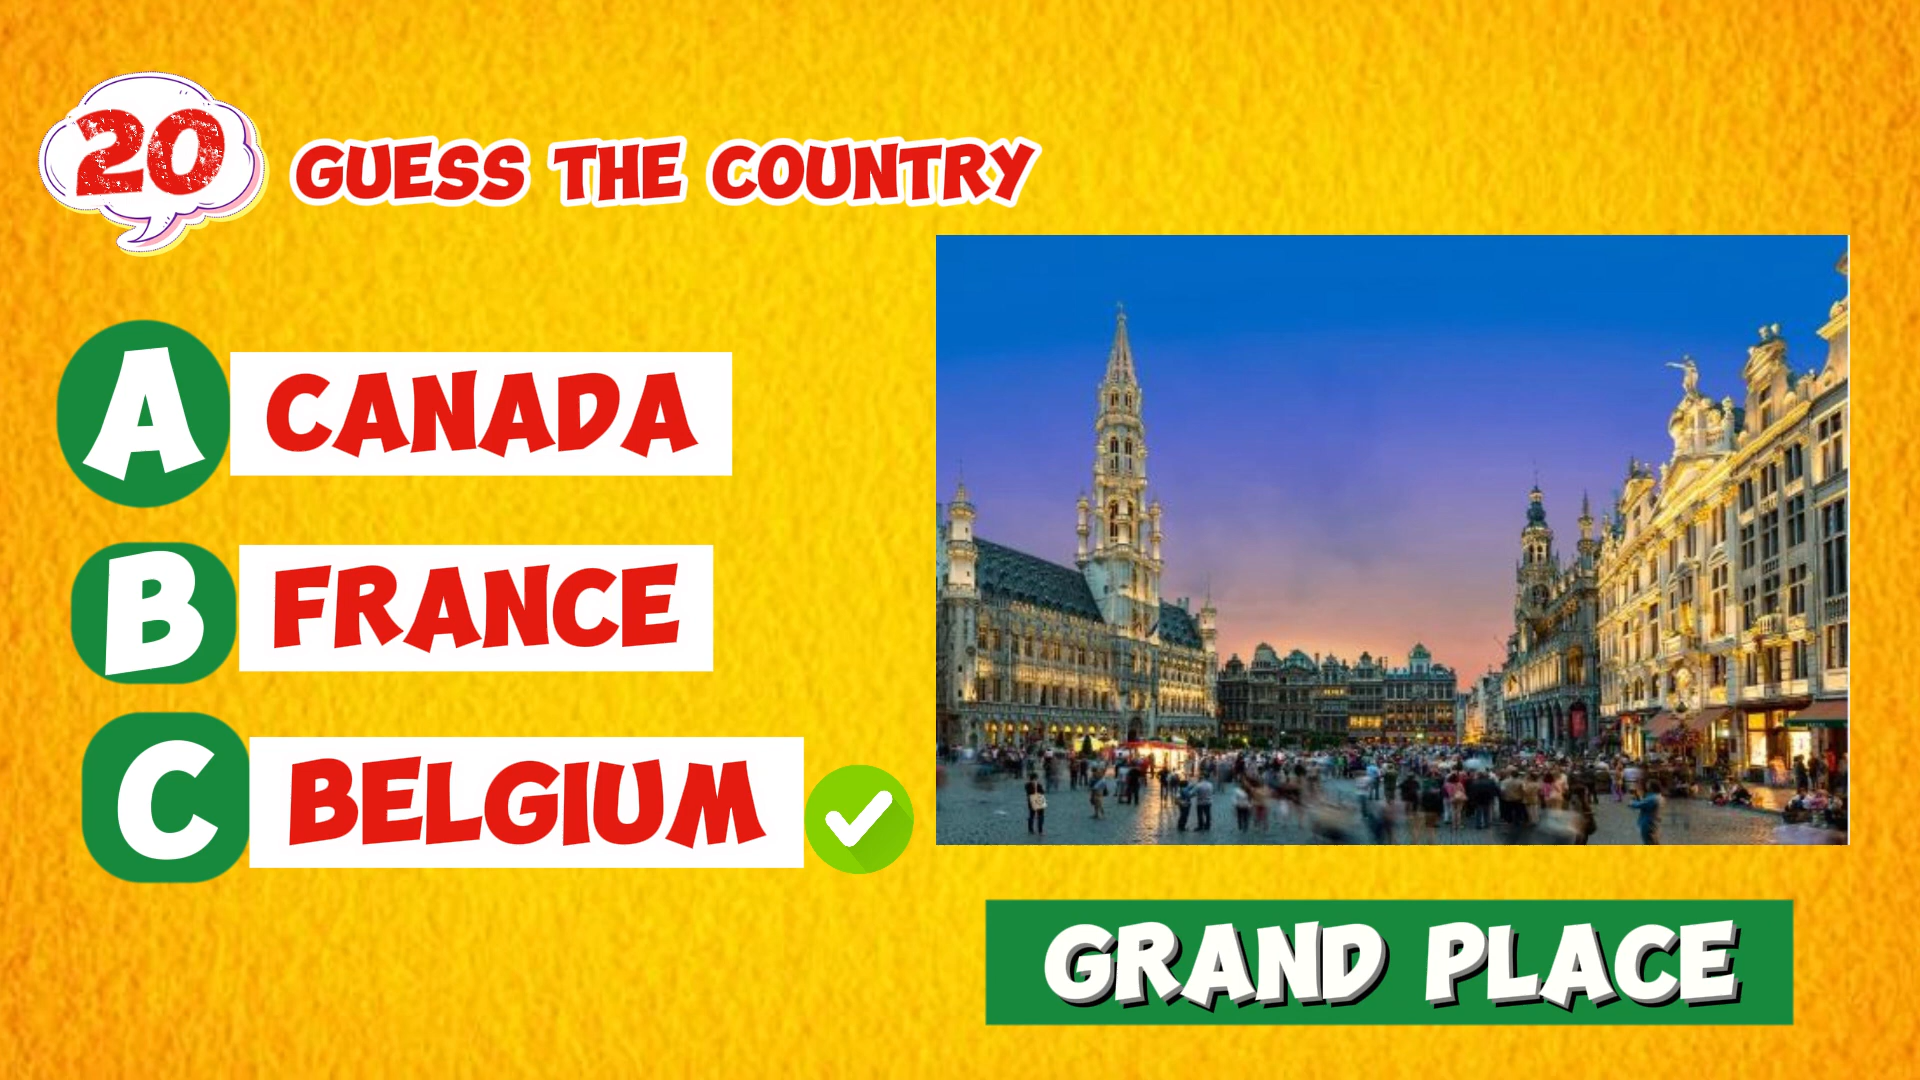 20
GUESS THE COUNTRY
A CANADA
B FRANCE
C BELGIUM
GRAND PLACE